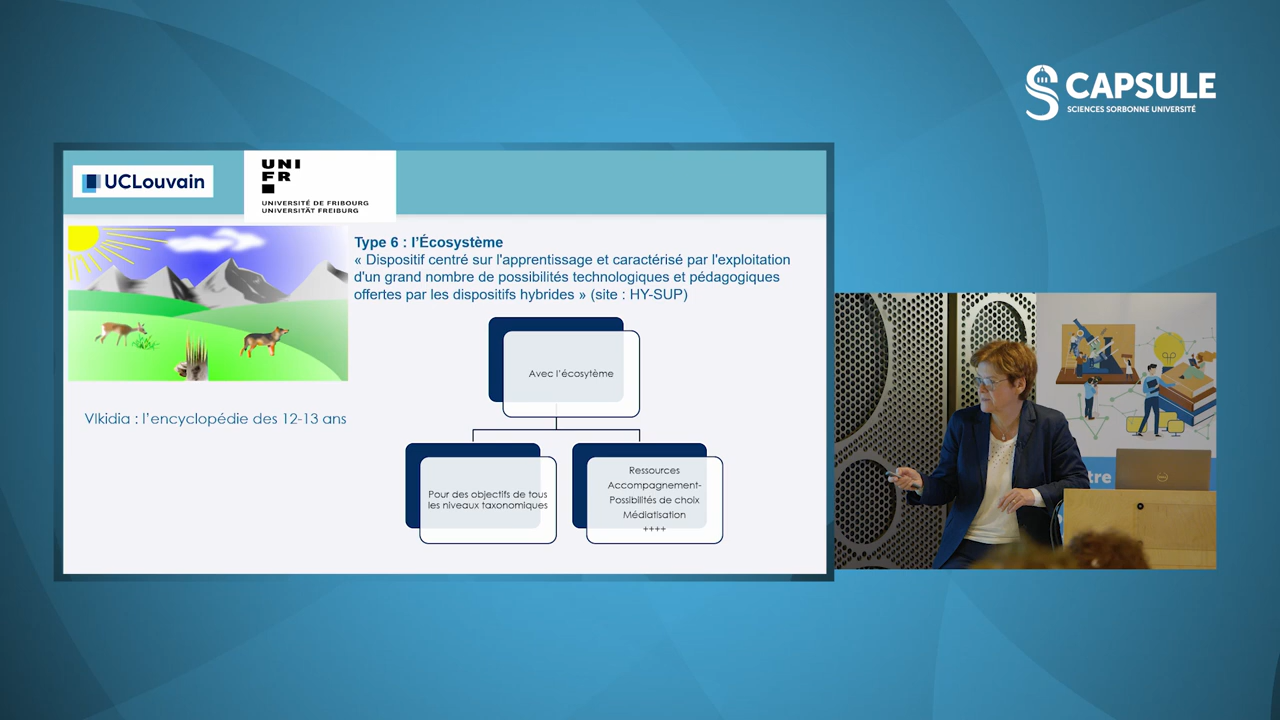 CAPSULE
SCIENCES SORBONNE UNIVERSITÉ
UCLouvain
UNI
FR
UNIVERSITÉ DE FRIBOURG
UNIVERSITÄT FREIBURG
Type 6 : l’Écosystème
« Dispositif centré sur l'apprentissage et caractérisé par l'exploitation
d'un grand nombre de possibilités technologiques et pédagogiques
offertes par les dispositifs hybrides » (site : HY-SUP)
VIkidia : l’encyclopédie des 12-13 ans
Avec l’écosytème
Pour des objectifs de tous
les niveaux taxonomiques
Ressources
Accompagnement-
Possibilités de choix
Médiatisation
++++
tre